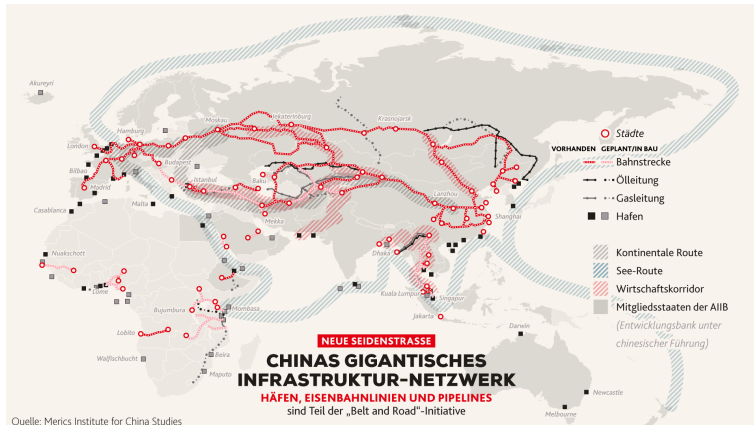 Akureyri
Hamburg
London
Moskau
Jekaterinburg
Krasnojarsk
Bilbao
Budapest
Madrid
Istanbul
Baku
Lanzhou
Casablanca
Malta
Shanghai
Mekka
Nuakschott
Dhaka
Lome
Kuala Lumpur
Singapur
Bujumbura
Mombasa
Jakarta
Lobito
Darwin
Walfischbucht
Beira
Maputo
Newcastle
Melbourne
Städte
VORHANDEN GEPLANT/IN BAU
Bahnstrecke
Ölleitung
Gasleitung
Hafen
Kontinentale Route
See-Route
Wirtschaftskorridor
Mitgliedsstaaten der AIIB
(Entwicklungsbank unter
chinesischer Führung)
NEUE SEIDENSTRASSE
CHINAS GIGANTISCHES
INFRASTRUKTUR-NETZWERK
HÄFEN, EISENBAHNLINIEN UND PIPELINES
sind Teil der „Belt and Road“-Initiative
Quelle: Merics Institute for China Studies